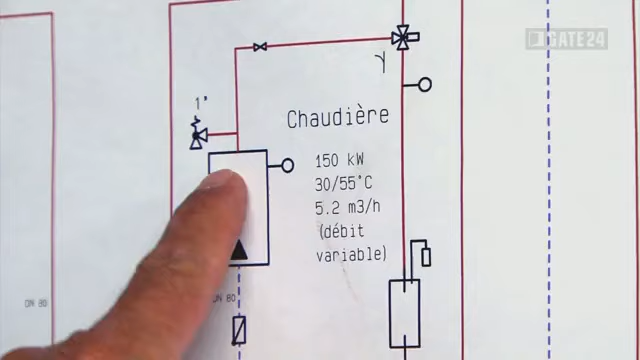 GATE24
1"
γ
Chaudière
150 kW
30/55°C
5.2 m3/h
(débit
variable)
DN 80
DN 80